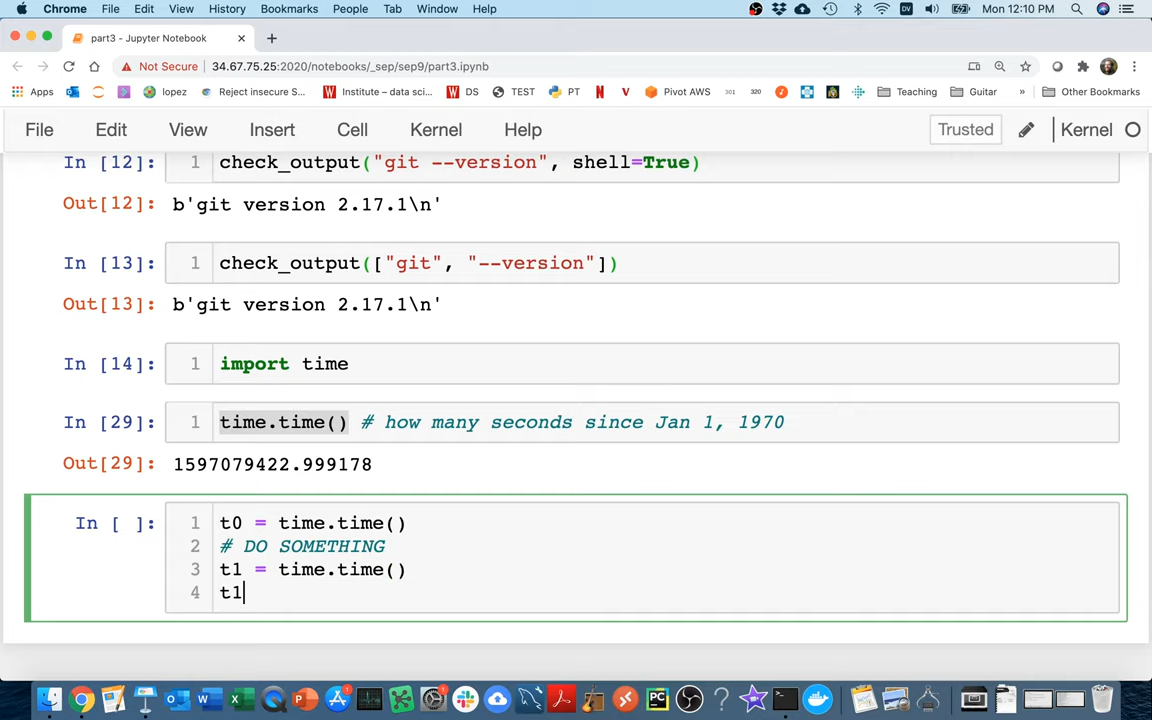 Chrome File Edit View History Bookmarks People Tab Window Help Mon 12:10 PM
part3 - Jupyter Notebook
Not Secure 34.67.75.25:2020/notebooks/_sep/sep9/part3.ipynb
Apps lopez Reject insecure S... Institute – data sci... DS TEST PT Pivot AWS 301 320 Teaching Guitar » Other Bookmarks
File Edit View Insert Cell Kernel Help Trusted Kernel
In [12]: 1 check_output("git --version", shell=True)
Out[12]: b'git version 2.17.1\n'
In [13]: 1 check_output(["git", "--version"])
Out[13]: b'git version 2.17.1\n'
In [14]: 1 import time
In [29]: 1 time.time() # how many seconds since Jan 1, 1970
Out[29]: 1597079422.999178
In [ ]: 1 t0 = time.time()
2 # DO SOMETHING
3 t1 = time.time()
4 t1